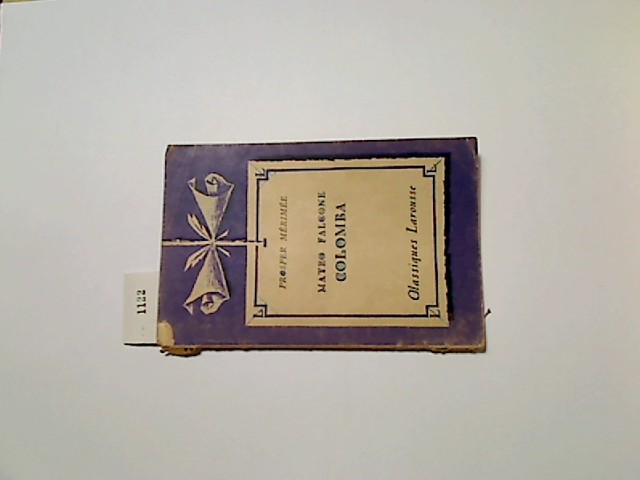 PROSPER MÉRIMÉE
MATEO FALCONE
COLOMBA
Classiques Larousse
1122